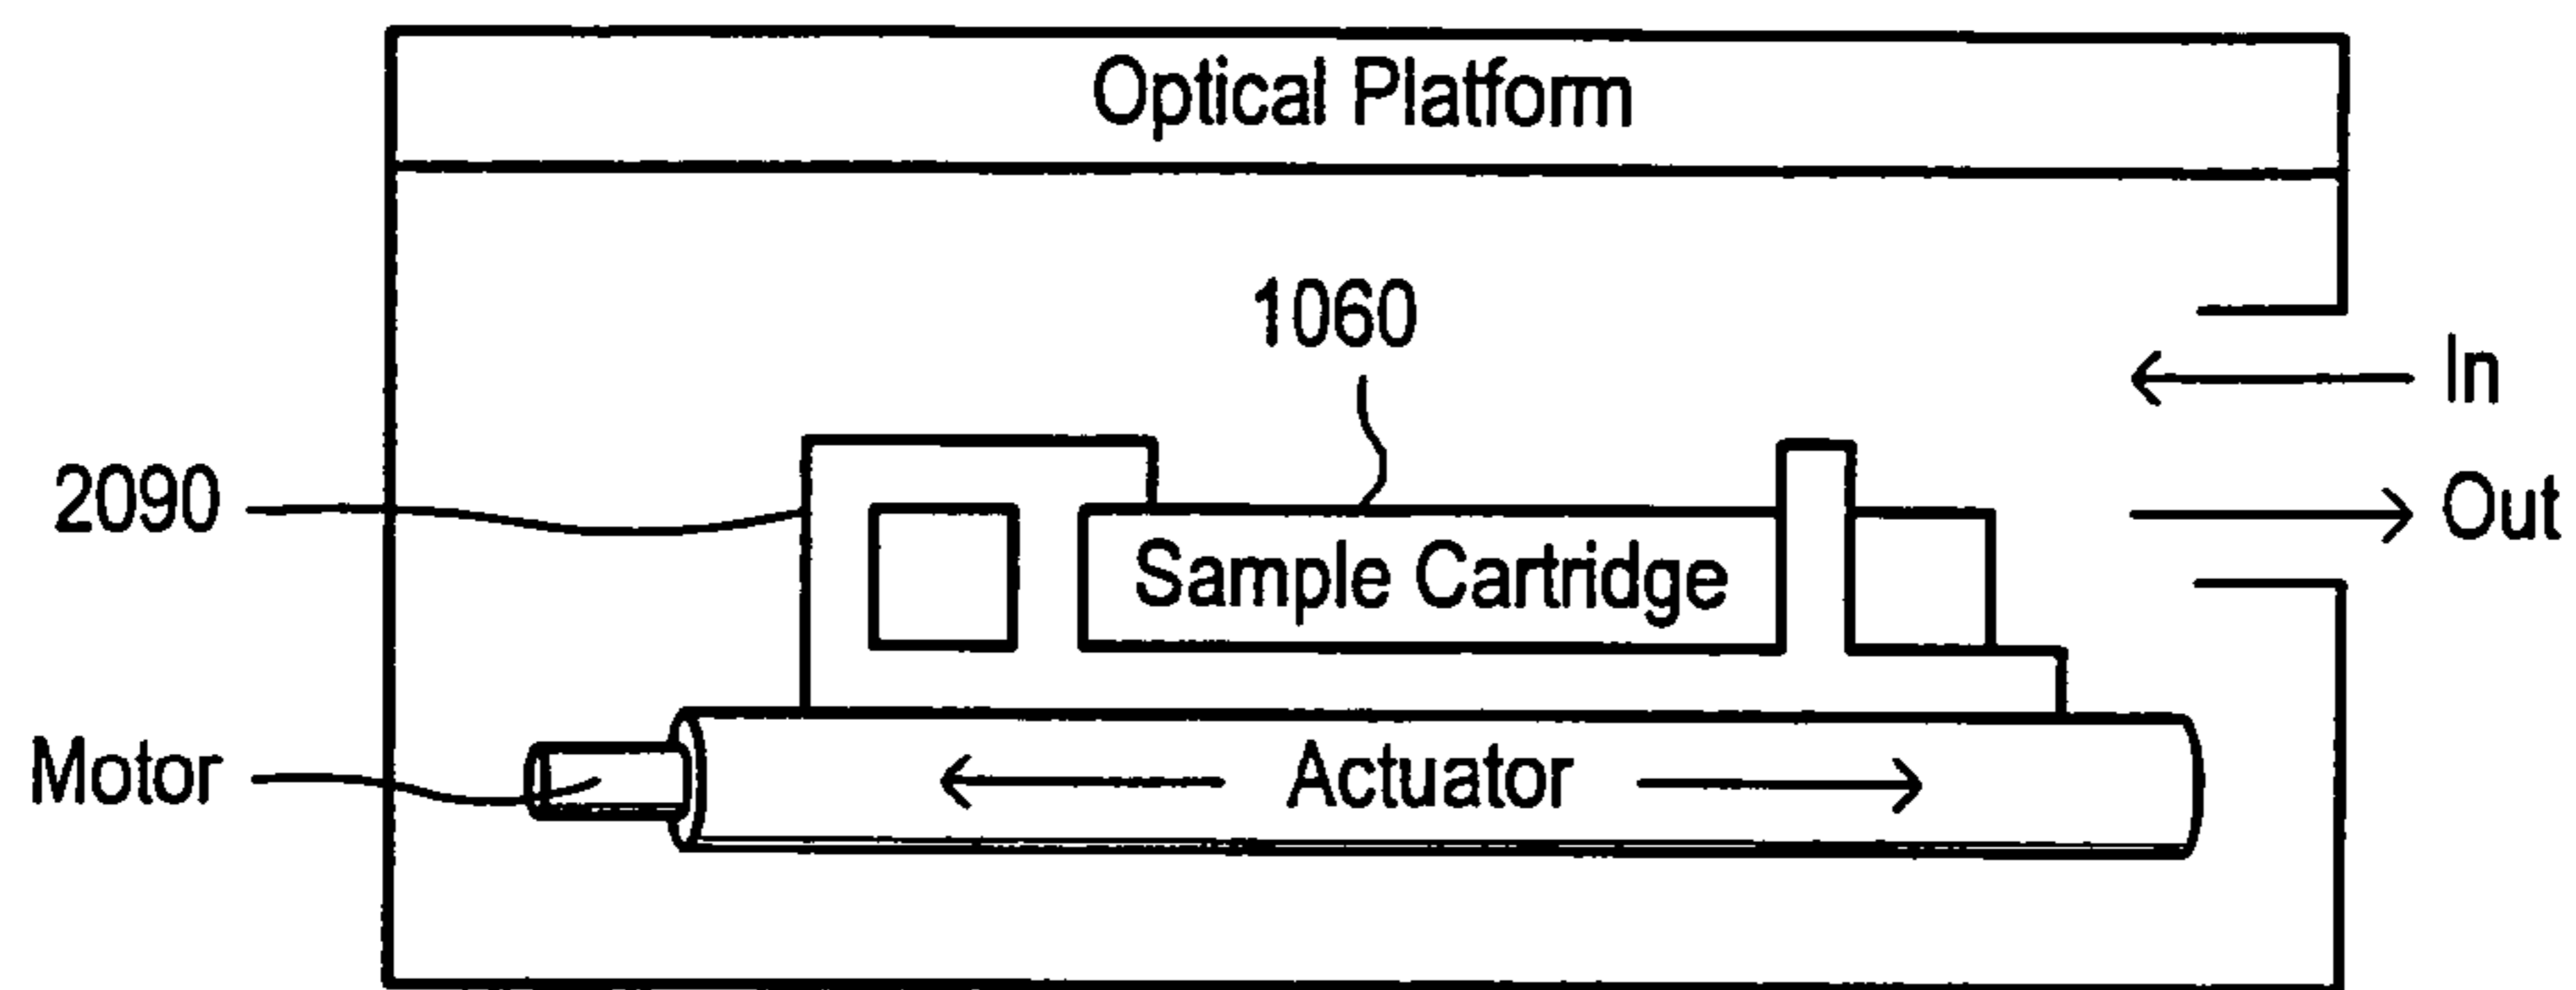 Optical Platform
1060
In
2090
Out
Sample Cartridge
Motor
Actuator